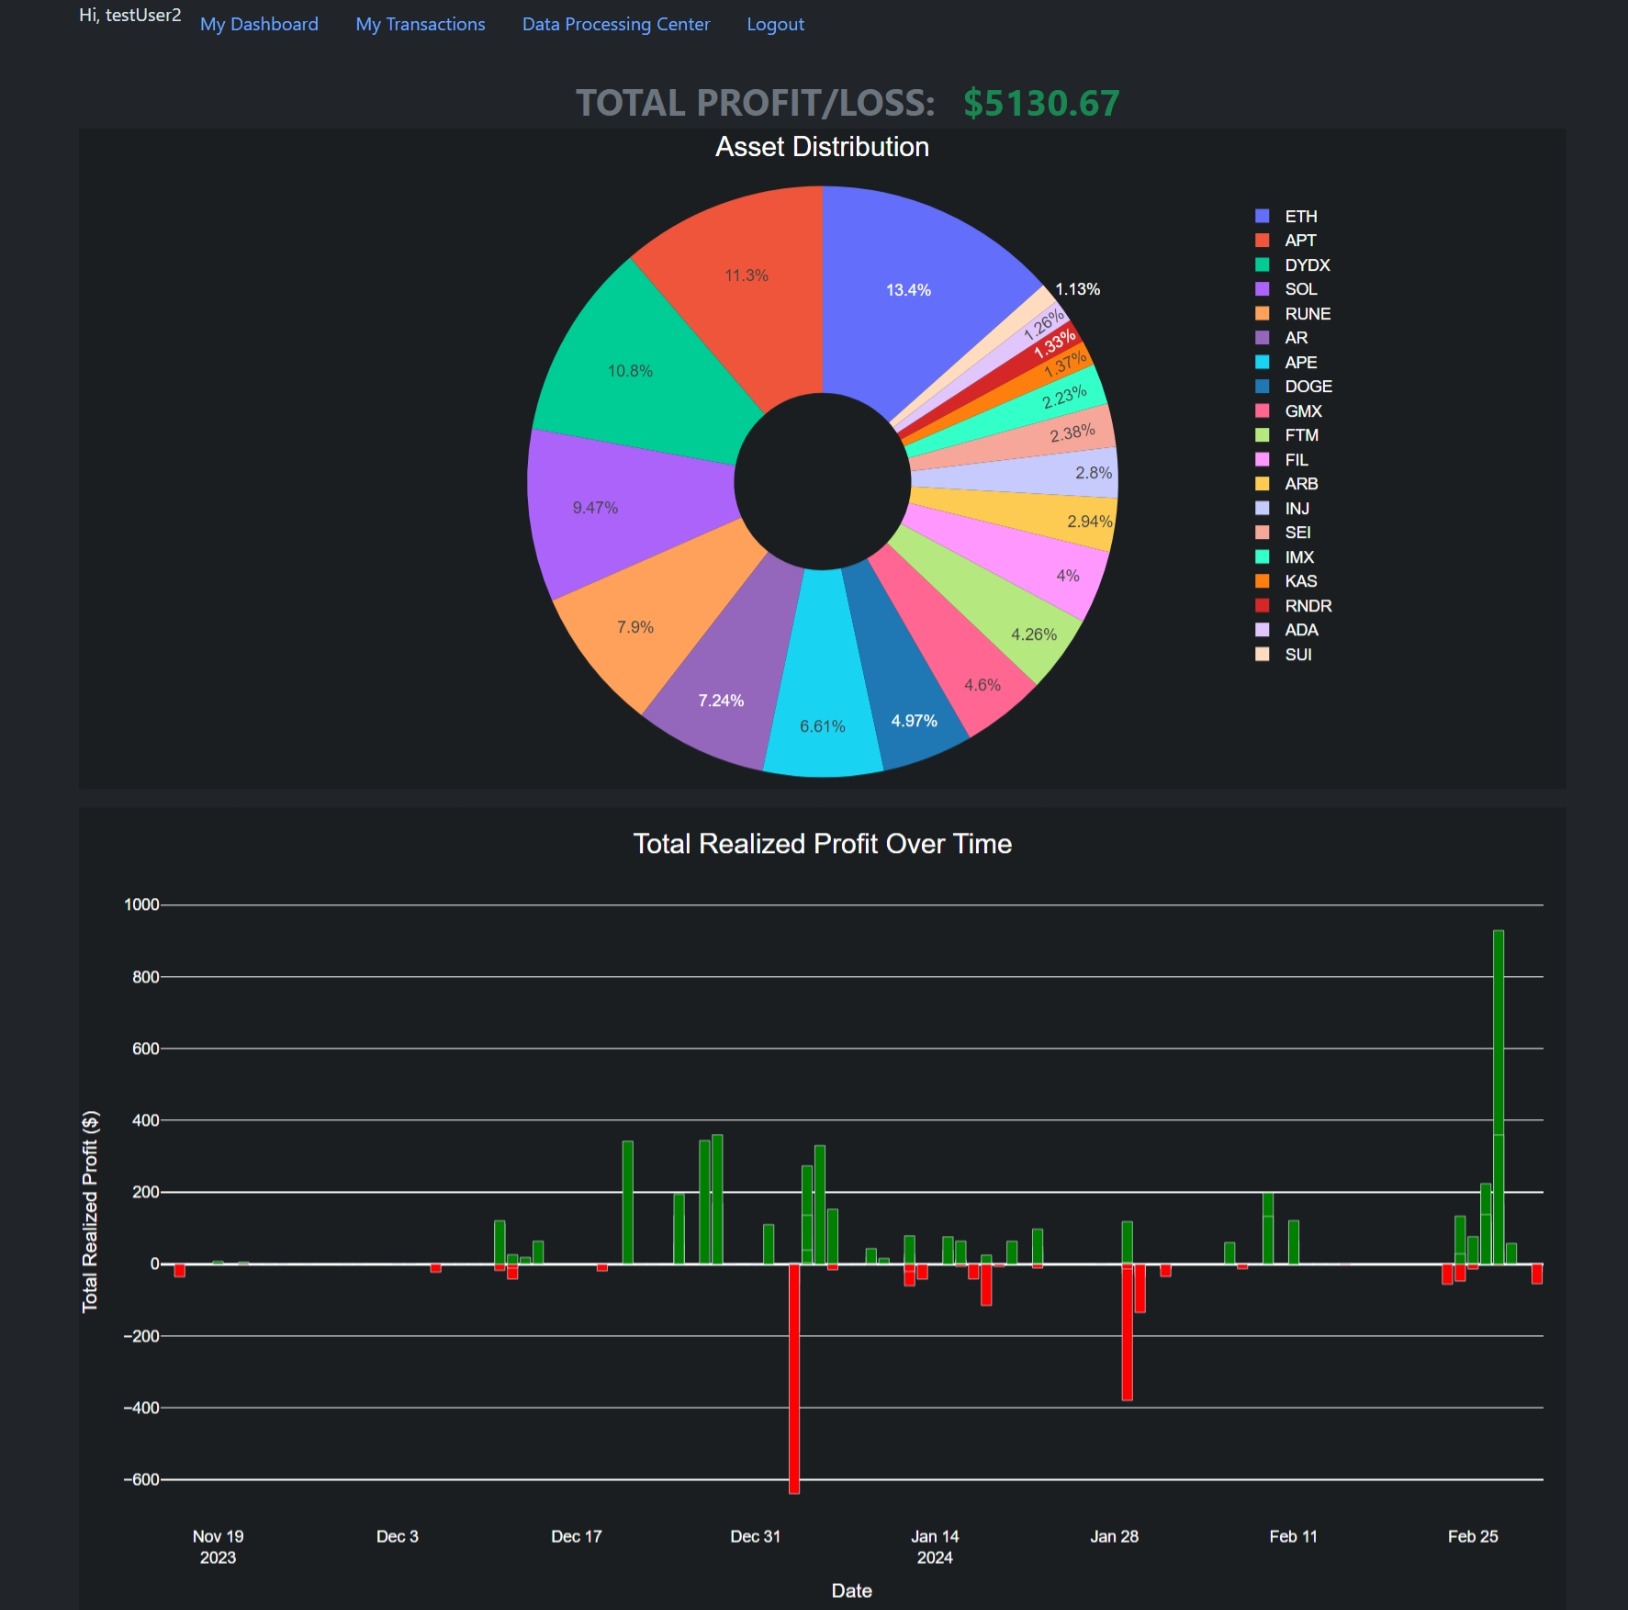 Hi, testUser2 My Dashboard My Transactions Data Processing Center Logout
TOTAL PROFIT/LOSS: $5130.67
Asset Distribution
13.4%
11.3%
10.8%
9.47%
7.9%
7.24%
6.61%
4.97%
4.6%
4.26%
4%
2.94%
2.8%
2.38%
2.23%
1.37%
1.33%
1.26%
1.13%
ETH
APT
DYDX
SOL
RUNE
AR
APE
DOGE
GMX
FTM
FIL
ARB
INJ
SEI
IMX
KAS
RNDR
ADA
SUI
Total Realized Profit Over Time
Total Realized Profit ($)
1000
800
600
400
200
0
−200
−400
−600
Nov 19 Dec 3 Dec 17 Dec 31 Jan 14 Jan 28 Feb 11 Feb 25
2023 2024
Date